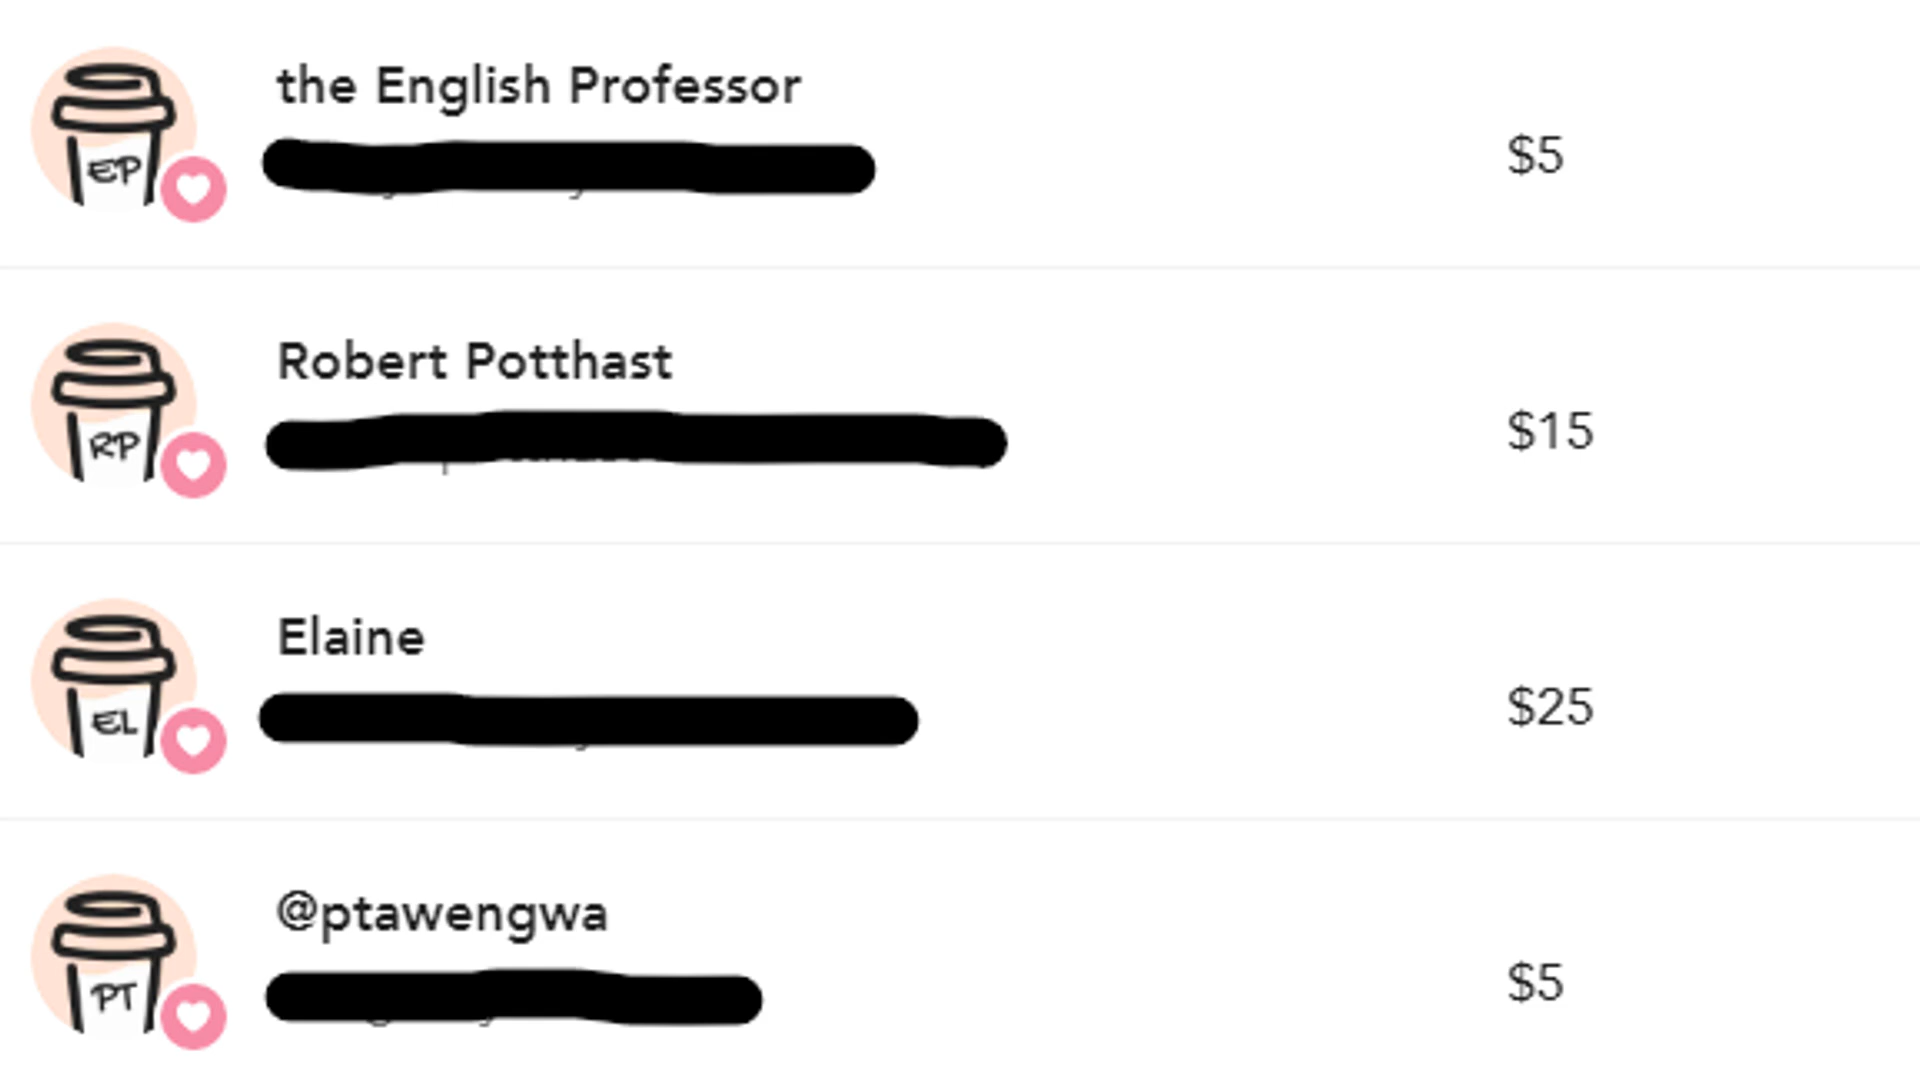 the English Professor
EP
$5
Robert Potthast
RP
$15
Elaine
EL
$25
@ptawengwa
PT
$5